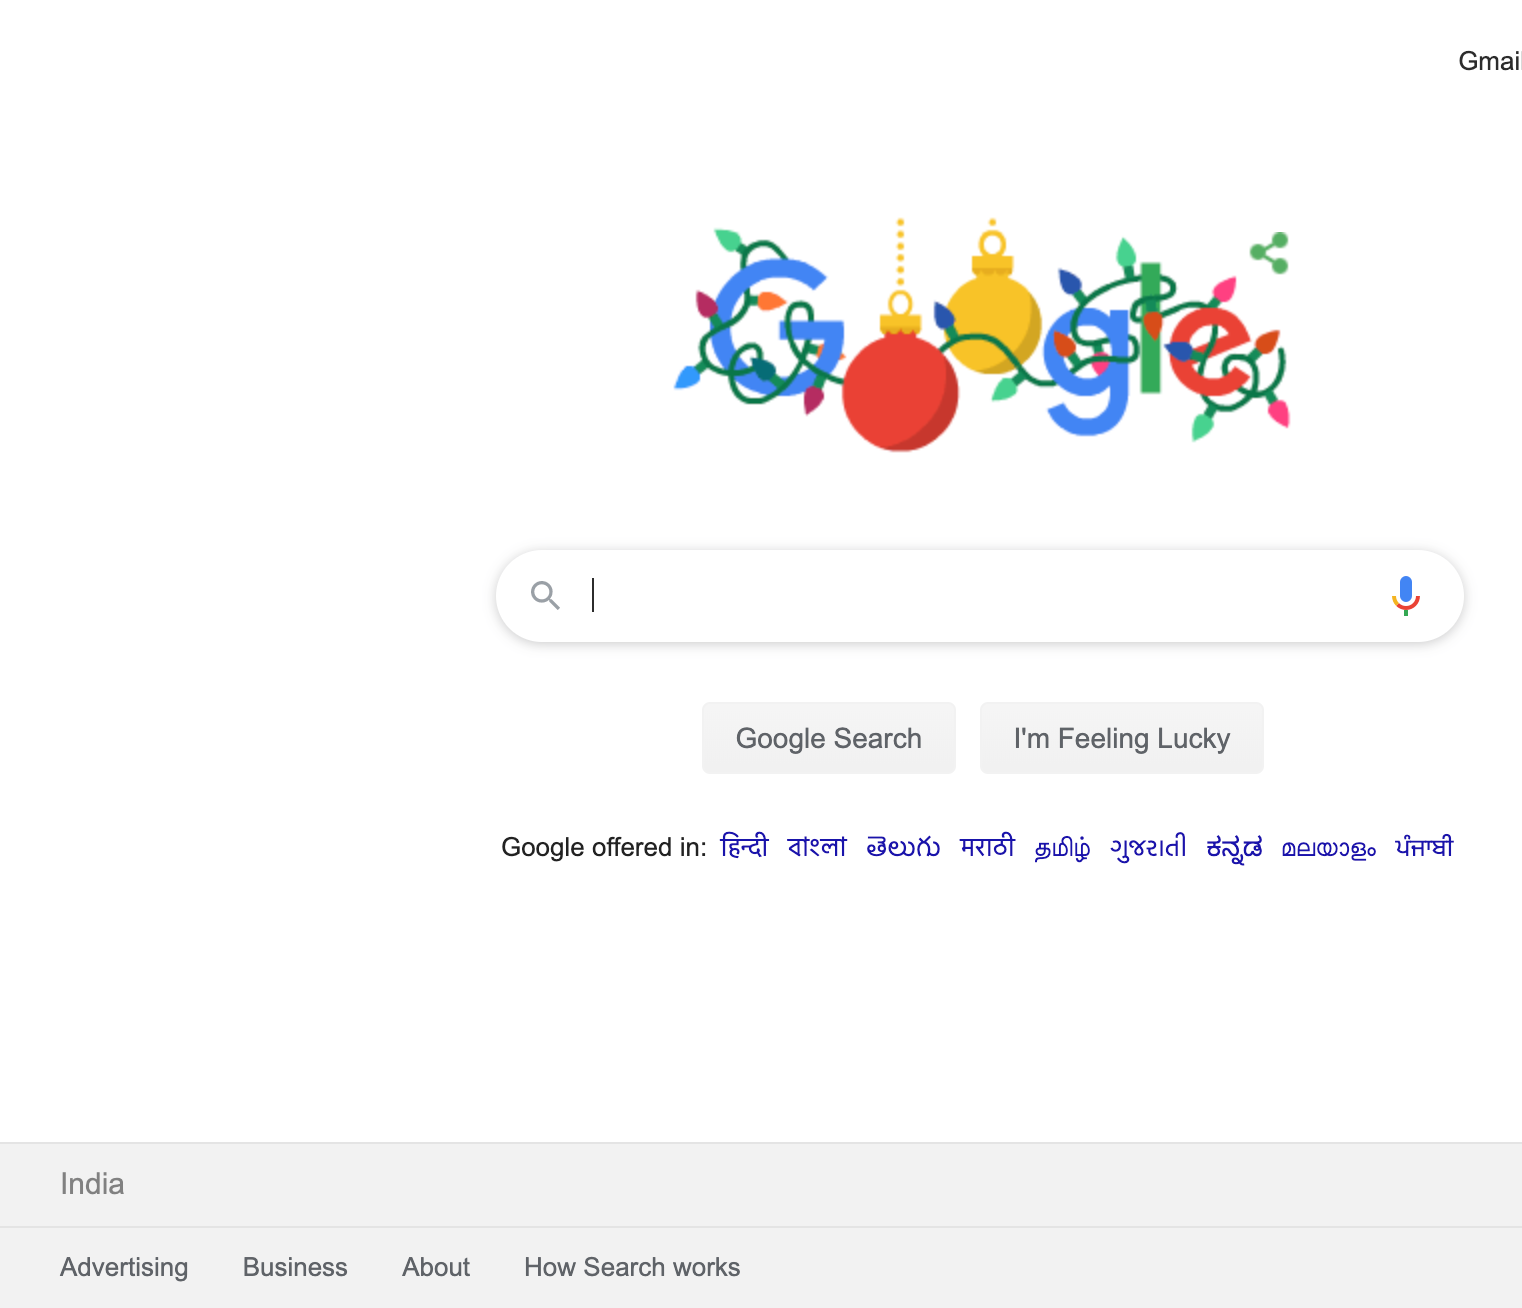 Gmail
Google
Google Search
I'm Feeling Lucky
Google offered in: हिन्दी বাংলা తెలుగు मराठी தமிழ் ગુજરાતી ಕನ್ನಡ മലയാളം ਪੰਜਾਬੀ
India
Advertising Business About How Search works